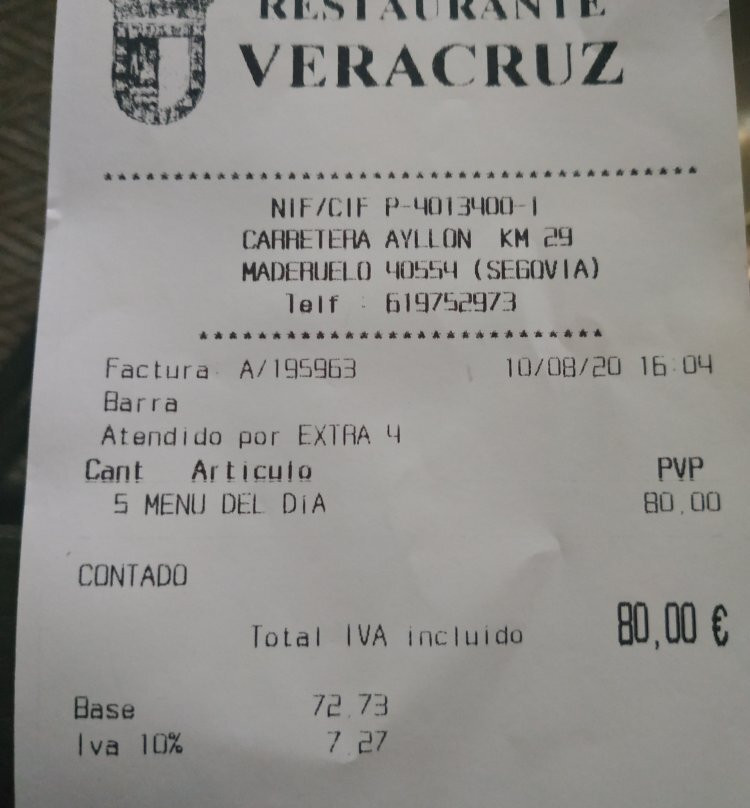 RESTAURANTE
VERACRUZ
******************************************
NIF/CIF P-4013400-I
CARRETERA AYLLON KM 29
MADERUELO 40554 (SEGOVIA)
Telf : 619752973
*****************************
Factura: A/195963 10/08/20 16:04
Barra
Atendido por EXTRA 4
Cant Articulo PVP
5 MENU DEL DíA 80,00
CONTADO
Total IVA incluido 80,00 €
Base 72.73
Iva 10% 7.27